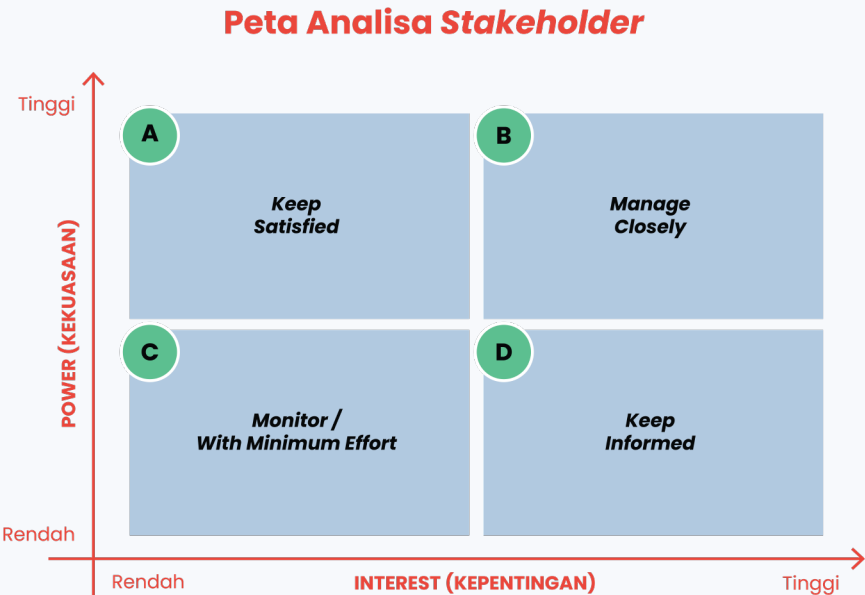 Peta Analisa Stakeholder
Tinggi
A
B
Keep
Satisfied
Manage
Closely
POWER (KEKUASAAN)
C
D
Monitor /
With Minimum Effort
Keep
Informed
Rendah
Rendah
INTEREST (KEPENTINGAN)
Tinggi